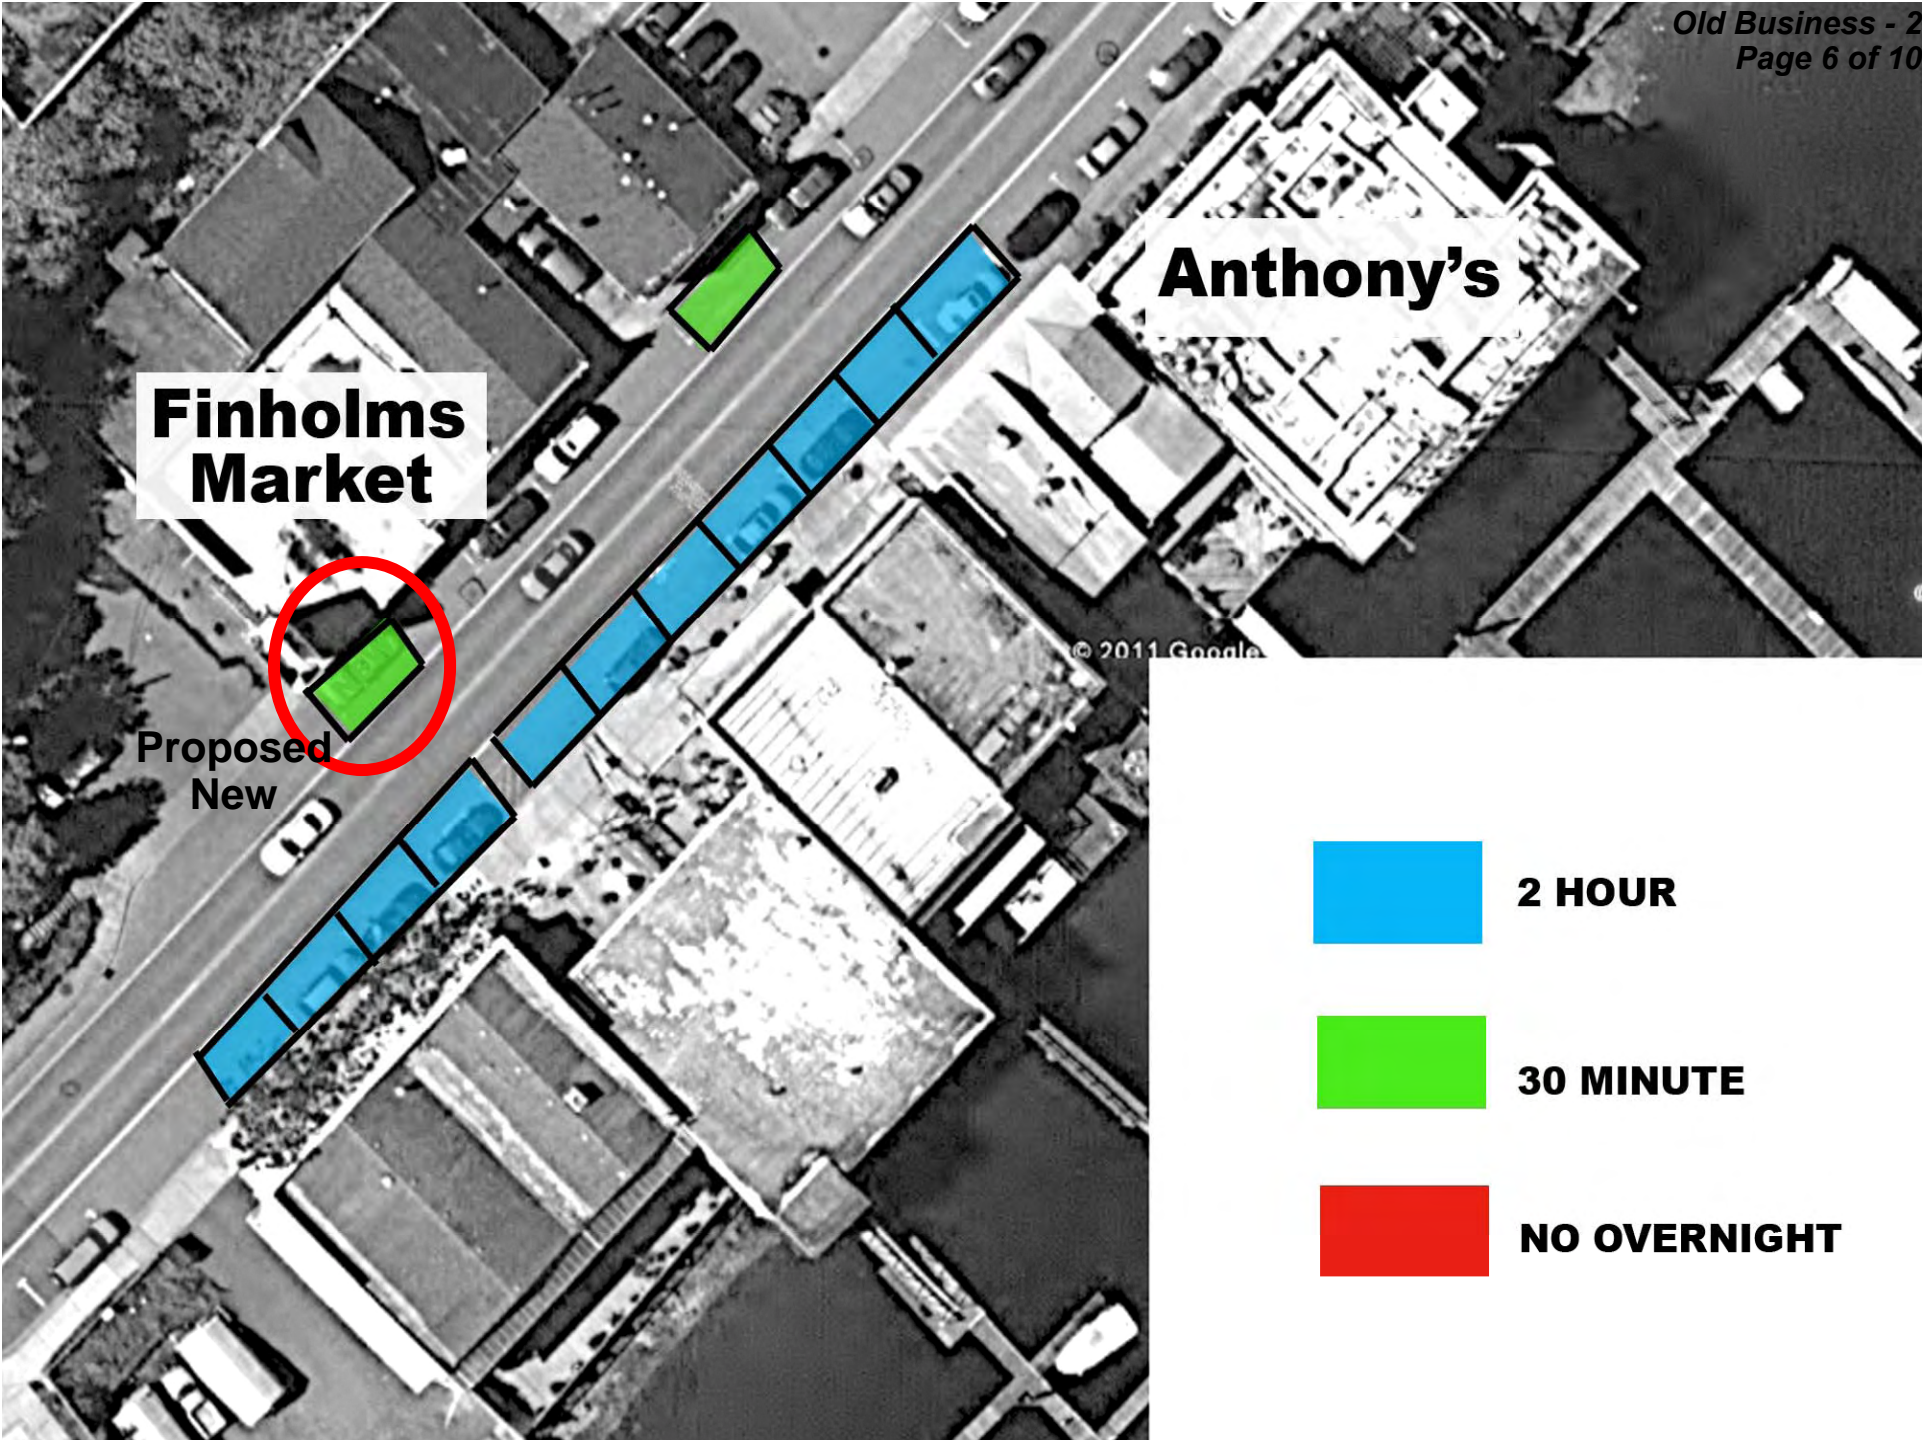 Old Business - 2
Page 6 of 10
Anthony's
Finholms
Market
© 2011 Google
Proposed
New
2 HOUR
30 MINUTE
NO OVERNIGHT